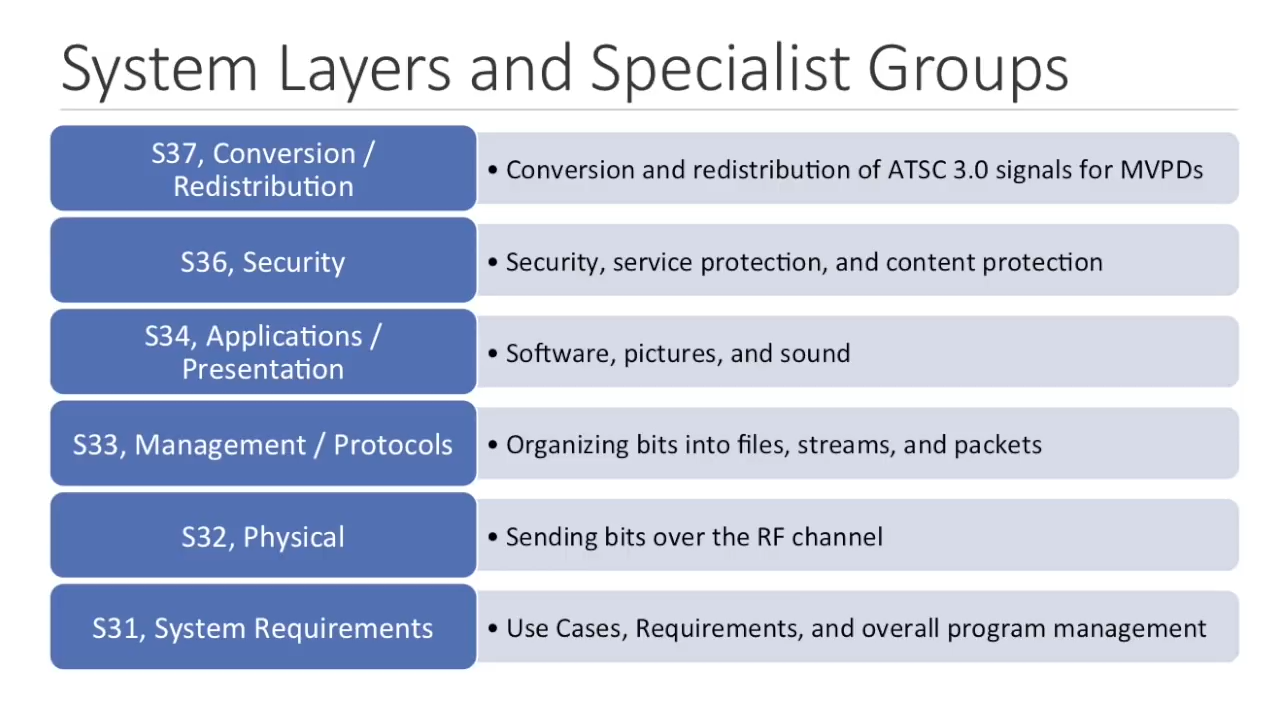 System Layers and Specialist Groups
S37, Conversion /
Redistribution
• Conversion and redistribution of ATSC 3.0 signals for MVPDs
S36, Security
• Security, service protection, and content protection
S34, Applications /
Presentation
• Software, pictures, and sound
S33, Management / Protocols
• Organizing bits into files, streams, and packets
S32, Physical
• Sending bits over the RF channel
S31, System Requirements
• Use Cases, Requirements, and overall program management